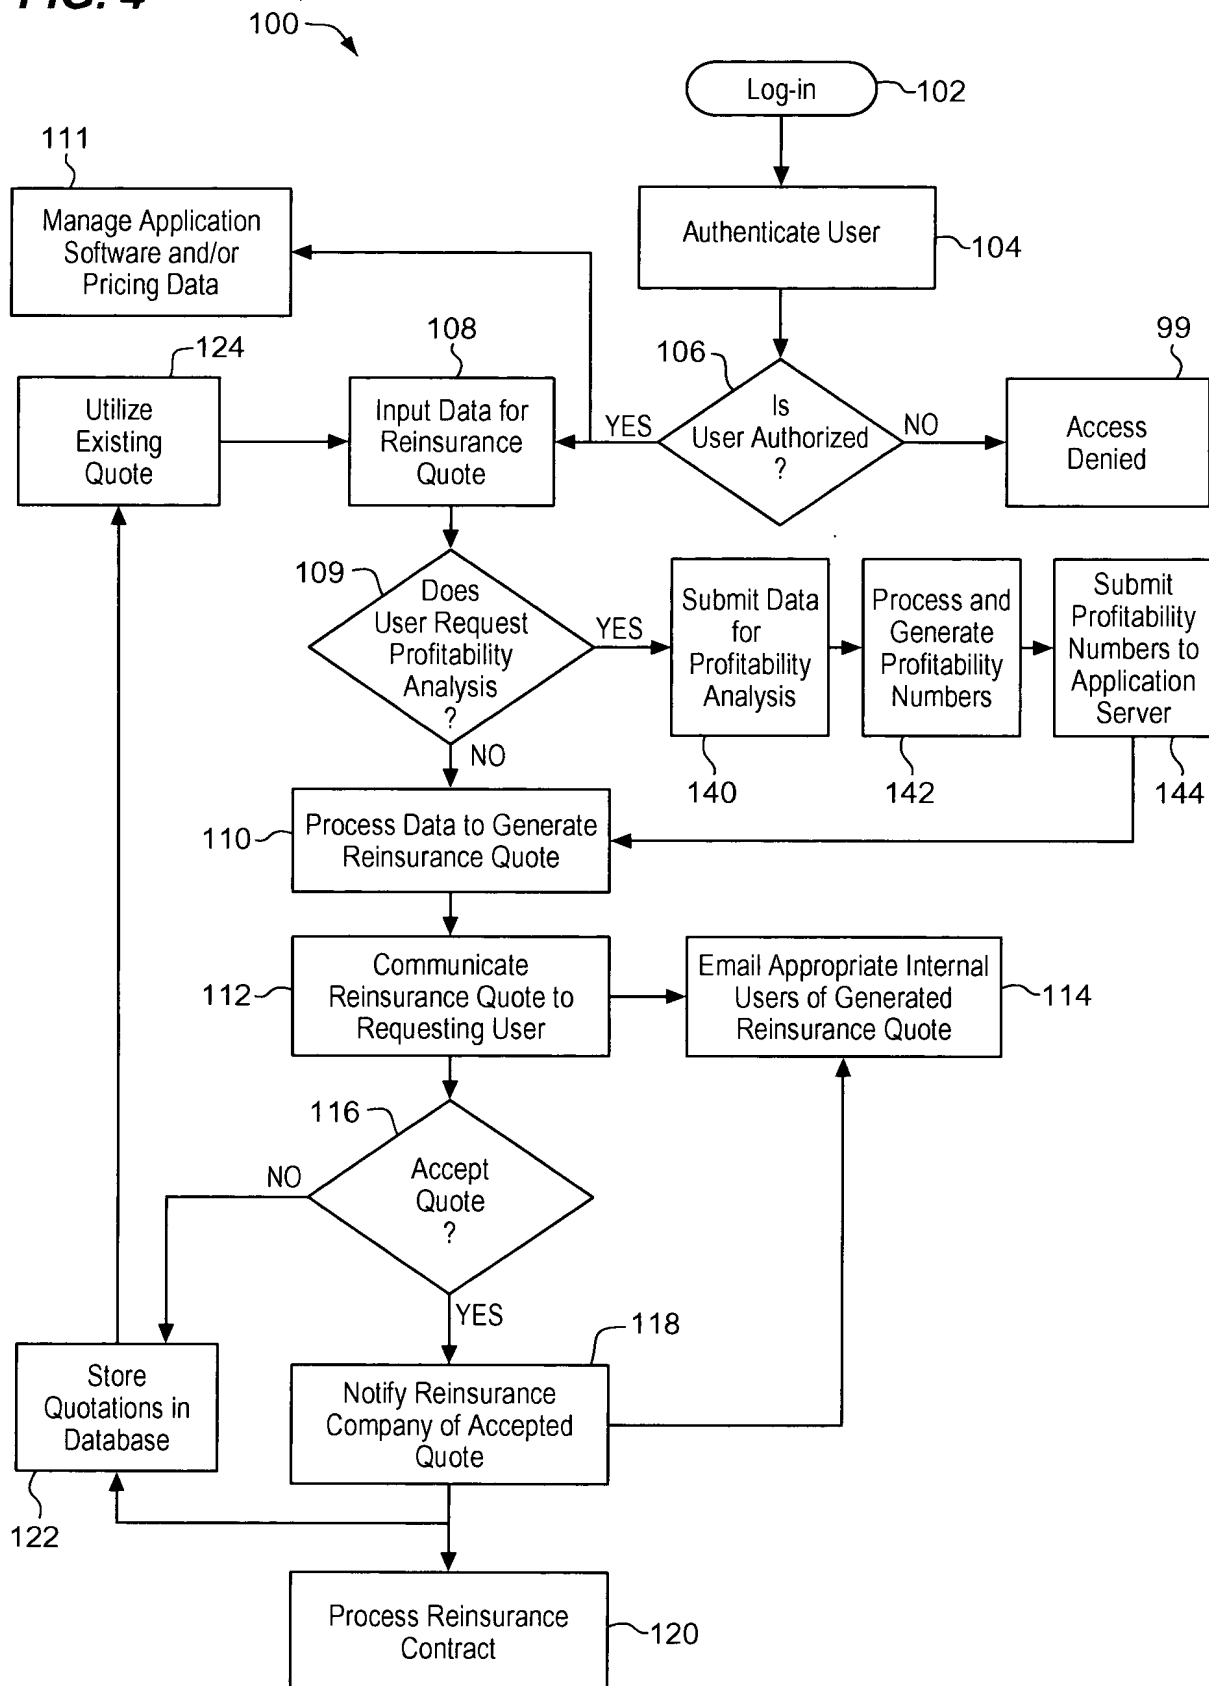 FIG. 4
100
Log-in
102
111
Manage Application
Software and/or
Pricing Data
Authenticate User
104
124
Utilize
Existing
Quote
108
Input Data for
Reinsurance
Quote
YES
106
Is
User Authorized
?
NO
99
Access
Denied
109
Does
User Request
Profitability
Analysis
?
YES
NO
Submit Data
for
Profitability
Analysis
140
Process and
Generate
Profitability
Numbers
142
Submit
Profitability
Numbers to
Application
Server
144
110
Process Data to Generate
Reinsurance Quote
112
Communicate
Reinsurance Quote to
Requesting User
Email Appropriate Internal
Users of Generated
Reinsurance Quote
114
116
Accept
Quote
?
NO
YES
118
Store
Quotations in
Database
122
Notify Reinsurance
Company of Accepted
Quote
Process Reinsurance
Contract
120